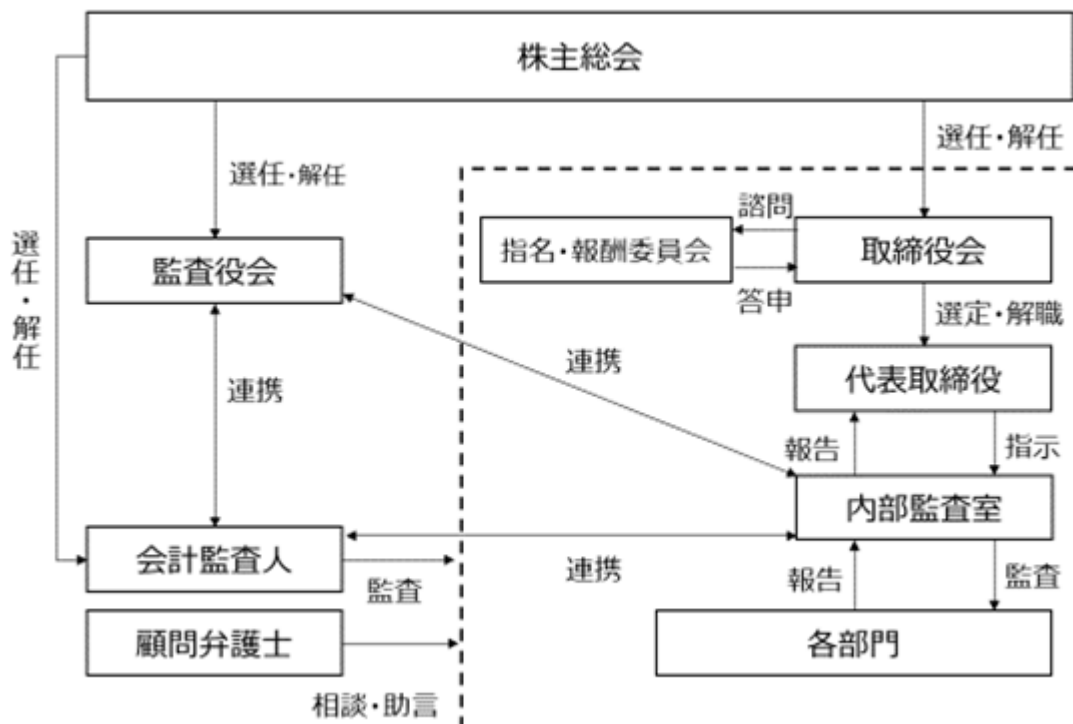 株主総会
選任・解任
選任・解任
選任・解任
諮問
指名・報酬委員会
取締役会
監査役会
答申
選定・解職
連携
代表取締役
連携
報告
指示
内部監査室
会計監査人
監査
連携
報告
監査
顧問弁護士
各部門
相談・助言